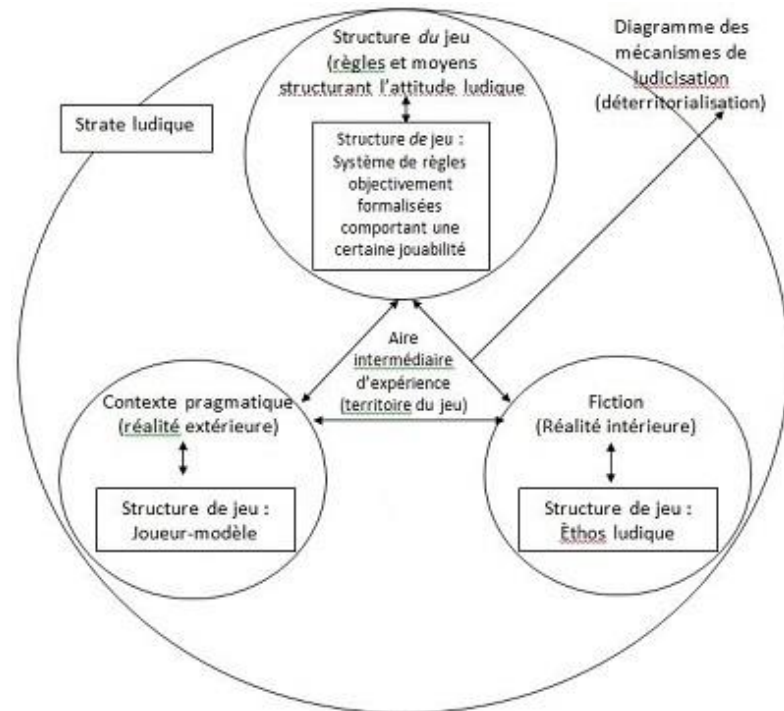 Structure du jeu
(règles et moyens
structurant l'attitude ludique
Diagramme des
mécanismes de
ludicisation
(déterritorialisation)
Strate ludique
Structure de jeu :
Système de règles
objectivement
formalisées
comportant une
certaine jouabilité
Aire
intermédiaire
d'expérience
(territoire du jeu)
Contexte pragmatique
(réalité extérieure)
Structure de jeu :
Joueur-modèle
Fiction
(Réalité intérieure)
Structure de jeu :
Èthos ludique